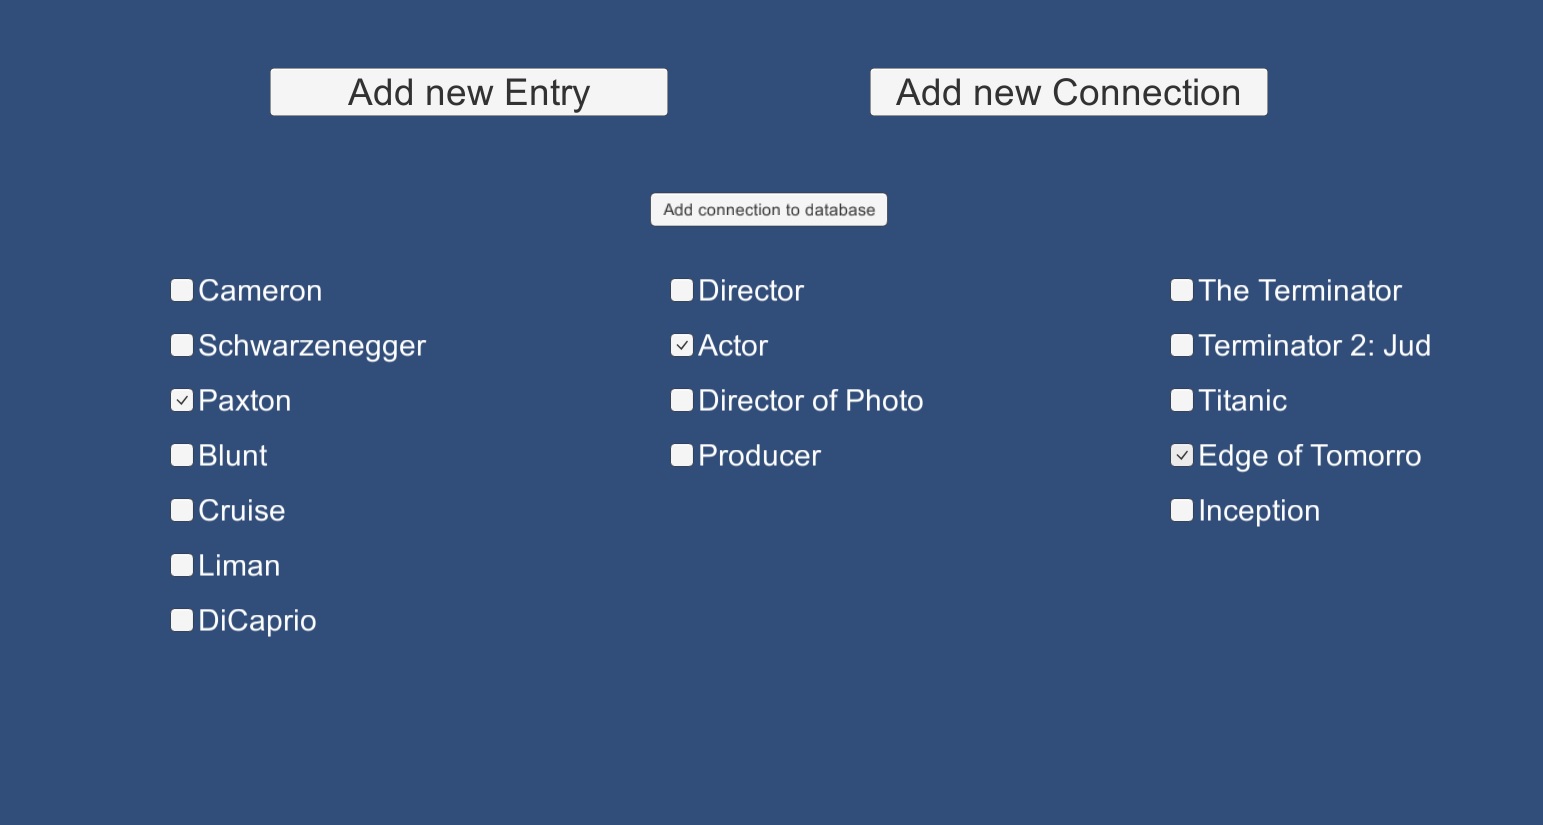 Add new Entry
Add new Connection
Add connection to database
Cameron
Schwarzenegger
Paxton
Blunt
Cruise
Liman
DiCaprio
Director
Actor
Director of Photo
Producer
The Terminator
Terminator 2: Jud
Titanic
Edge of Tomorro
Inception